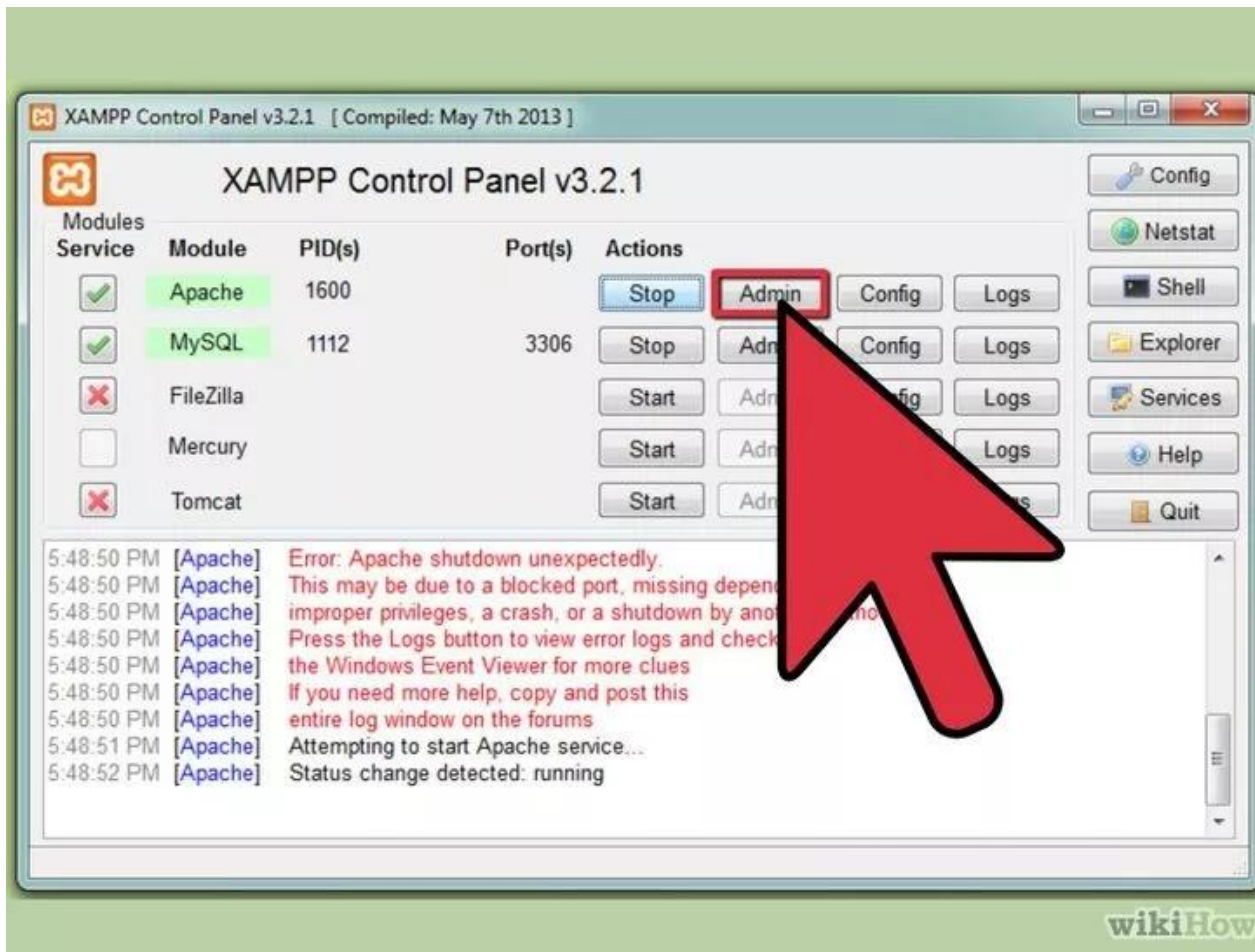 XAMPP Control Panel v3.2.1 [ Compiled: May 7th 2013 ]
XAMPP Control Panel v3.2.1
Config
Modules
Netstat
Service Module PID(s) Port(s) Actions
Apache 1600 Stop Admin Config Logs
Shell
MySQL 1112 3306 Stop Config Logs
Explorer
FileZilla Start Logs
Services
Mercury Start Logs
Help
Tomcat Start
Quit
5:48:50 PM [Apache] Error: Apache shutdown unexpectedly.
5:48:50 PM [Apache] This may be due to a blocked port, missing
5:48:50 PM [Apache] improper privileges, a crash, or a shutdown by
5:48:50 PM [Apache] Press the Logs button to view error logs and check
5:48:50 PM [Apache] the Windows Event Viewer for more clues
5:48:50 PM [Apache] If you need more help, copy and post this
5:48:50 PM [Apache] entire log window on the forums
5:48:51 PM [Apache] Attempting to start Apache service...
5:48:52 PM [Apache] Status change detected: running
wikiHow